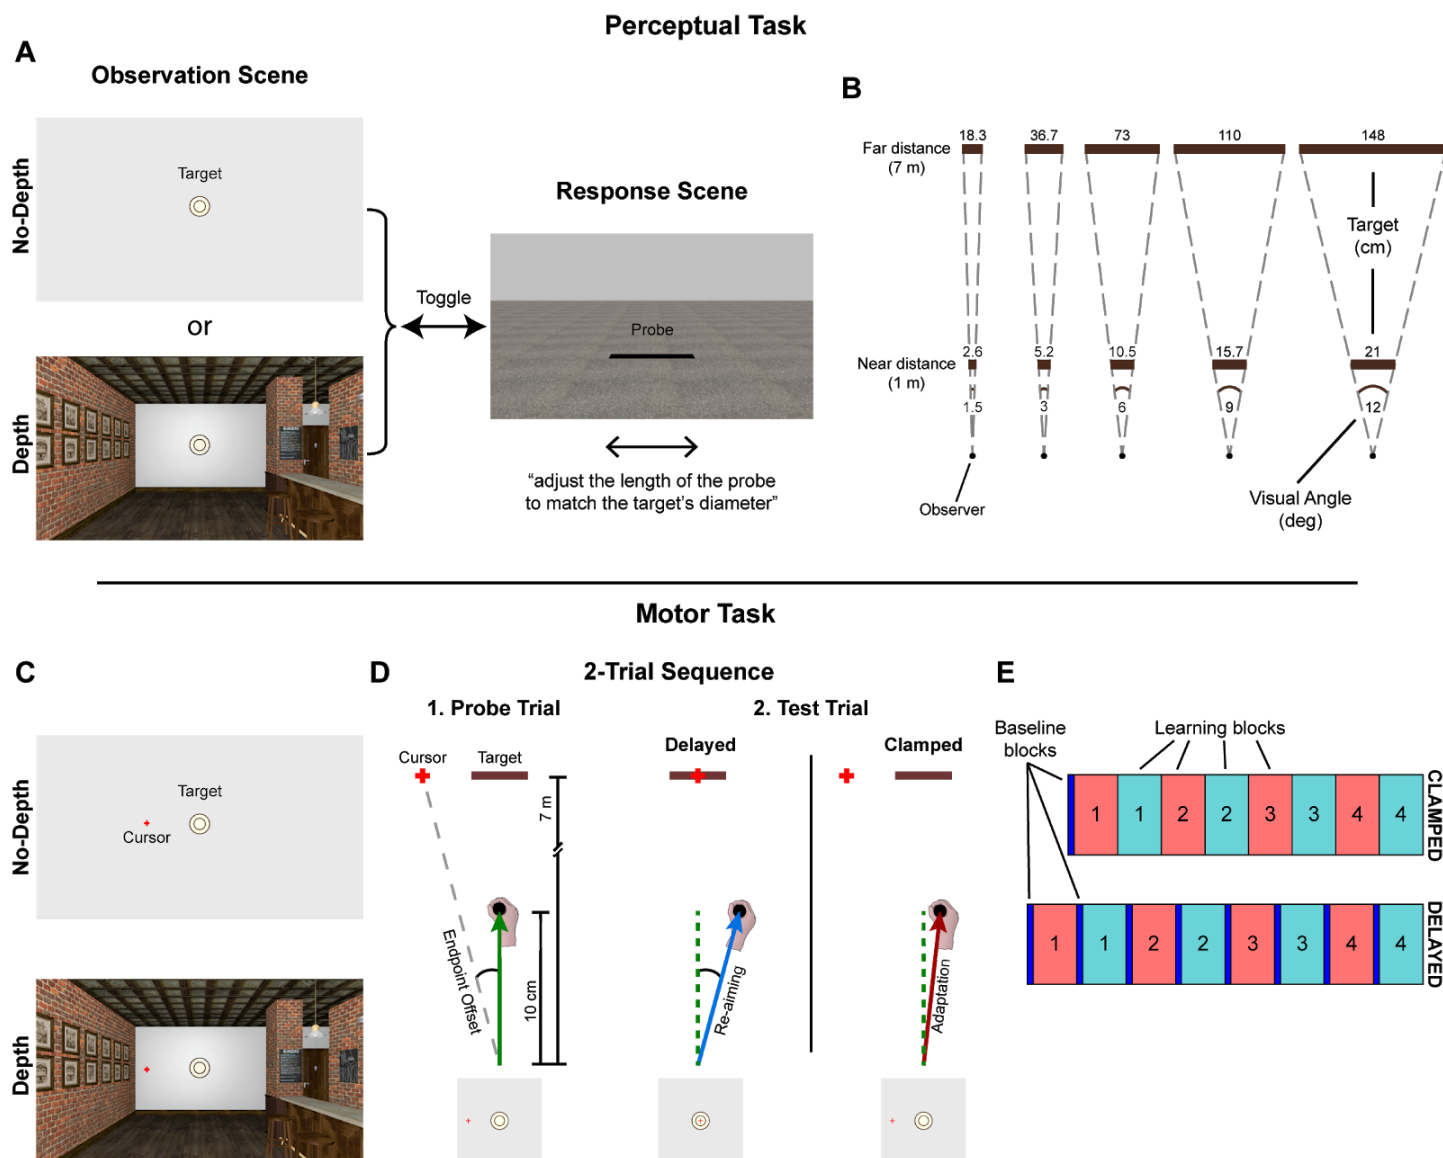 Perceptual Task
A
Observation Scene
No-Depth
Target
or
Depth
Toggle
Response Scene
Probe
“adjust the length of the probe
to match the target’s diameter”
B
Far distance
(7 m)
18.3
36.7
73
110
148
Target
(cm)
Near distance
(1 m)
2.6
5.2
10.5
15.7
21
1.5
3
6
9
12
Observer
Visual Angle
(deg)
Motor Task
C
No-Depth
Target
Cursor
Depth
D
2-Trial Sequence
1. Probe Trial
2. Test Trial
Cursor
Target
7 m
Endpoint Offset
10 cm
Delayed
Re-aiming
Clamped
Adaptation
E
Baseline
blocks
Learning blocks
1 1 2 2 3 3 4 4
CLAMPED
1 1 2 2 3 3 4 4
DELAYED